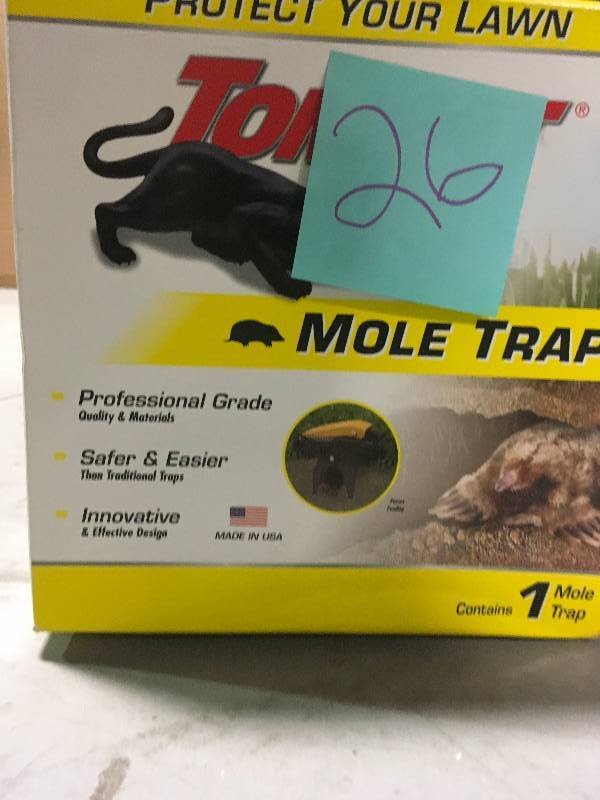 PROTECT YOUR LAWN
TOM
®
26
MOLE TRAP
Professional Grade
Quality & Materials
Safer & Easier
Than Traditional Traps
Innovative
& Effective Design
MADE IN USA
Contains 1 Mole
Trap